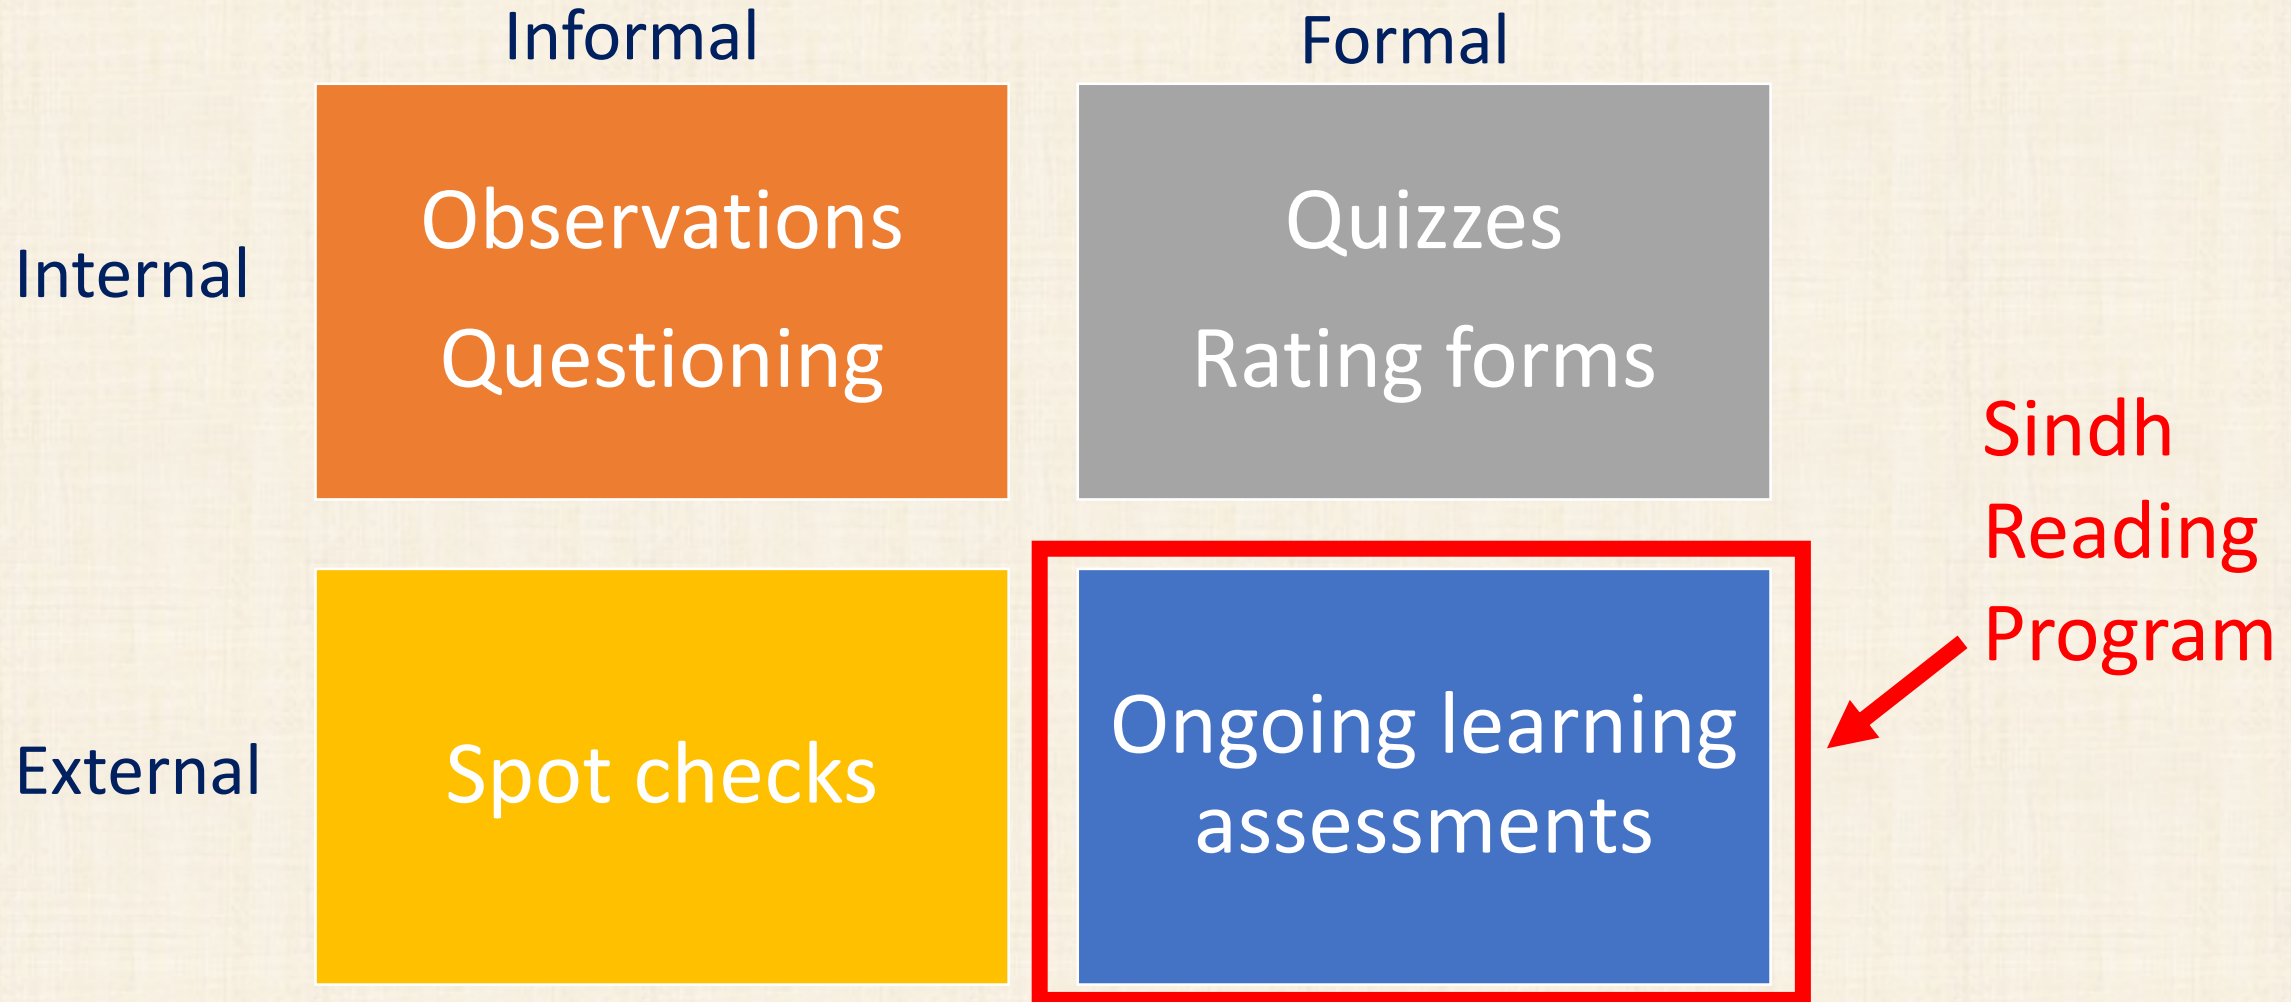 Informal
Formal
Internal
Observations
Questioning
Quizzes
Rating forms
Sindh
Reading
Program
External
Spot checks
Ongoing learning
assessments